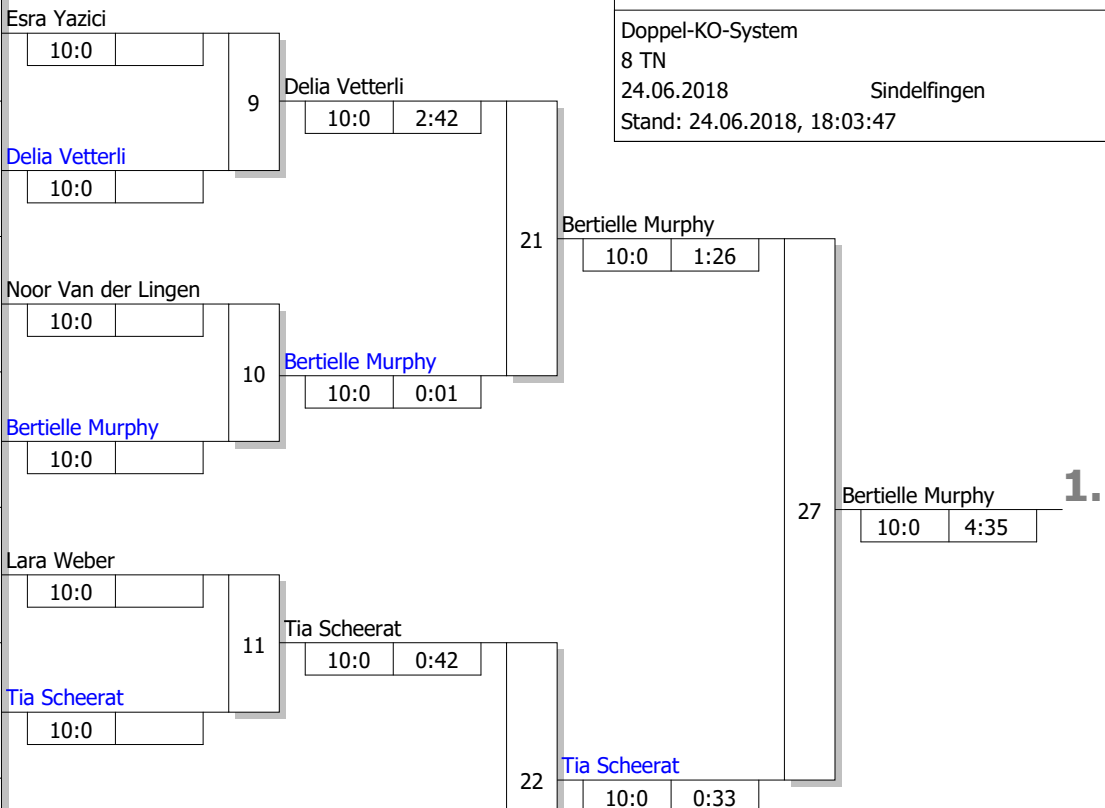 Esra Yazici
10:0
9
Delia Vetterli
10:0 2:42
Delia Vetterli
10:0
Doppel-KO-System
8 TN
24.06.2018 Sindelfingen
Stand: 24.06.2018, 18:03:47
21
Bertielle Murphy
10:0 1:26
Noor Van der Lingen
10:0
10
Bertielle Murphy
10:0 0:01
Bertielle Murphy
10:0
27
Bertielle Murphy 1.
10:0 4:35
Lara Weber
10:0
11
Tia Scheerat
10:0 0:42
Tia Scheerat
10:0
22
Tia Scheerat
10:0 0:33